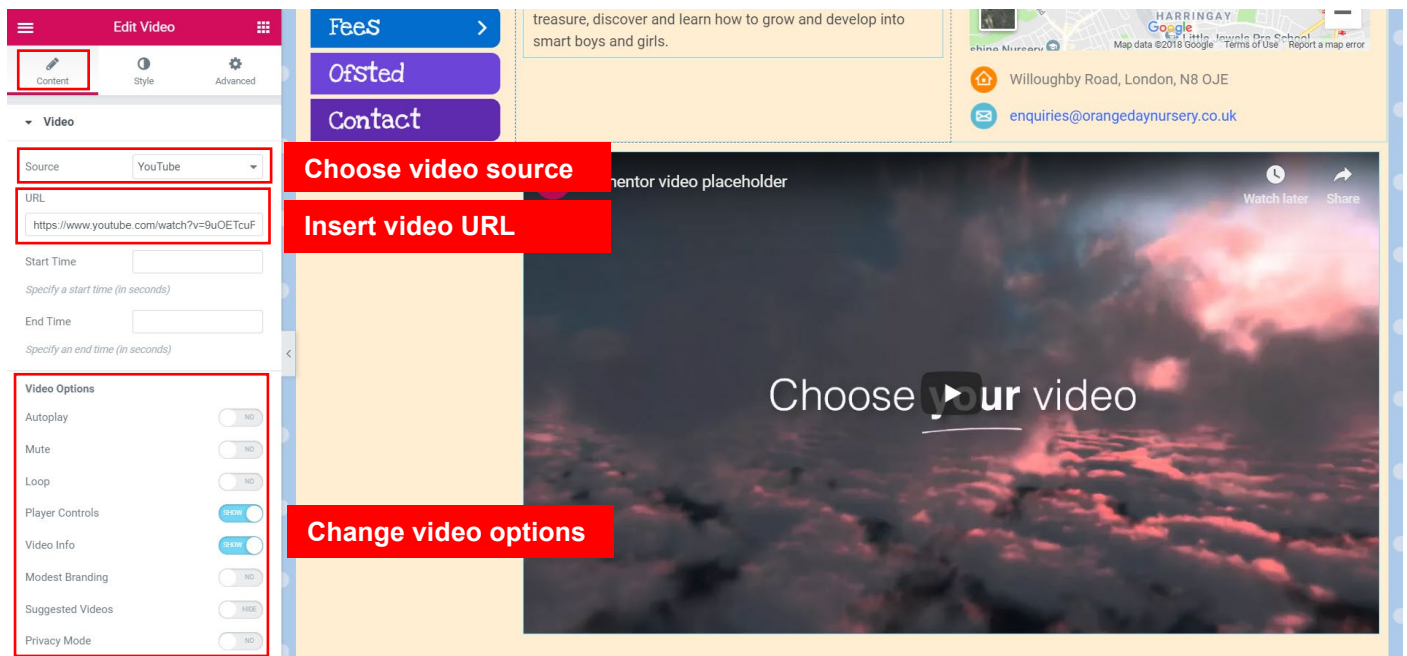 Edit Video
Content
Style
Advanced
Video
Source
YouTube
URL
https://www.youtube.com/watch?v=9uOETcuF
Start Time
Specify a start time (in seconds)
End Time
Specify an end time (in seconds)
Video Options
Autoplay
NO
Mute
NO
Loop
NO
Player Controls
SHOW
Video Info
SHOW
Modest Branding
NO
Suggested Videos
HIDE
Privacy Mode
NO
Fees
Ofsted
Contact
Choose video source
Insert video URL
Change video options
treasure, discover and learn how to grow and develop into
smart boys and girls.
HARRINGAY
Google
Map data ©2018 Google Terms of Use Report a map error
Willoughby Road, London, N8 OJE
enquiries@orangedaynursery.co.uk
mentor video placeholder
Watch later
Share
Choose your video